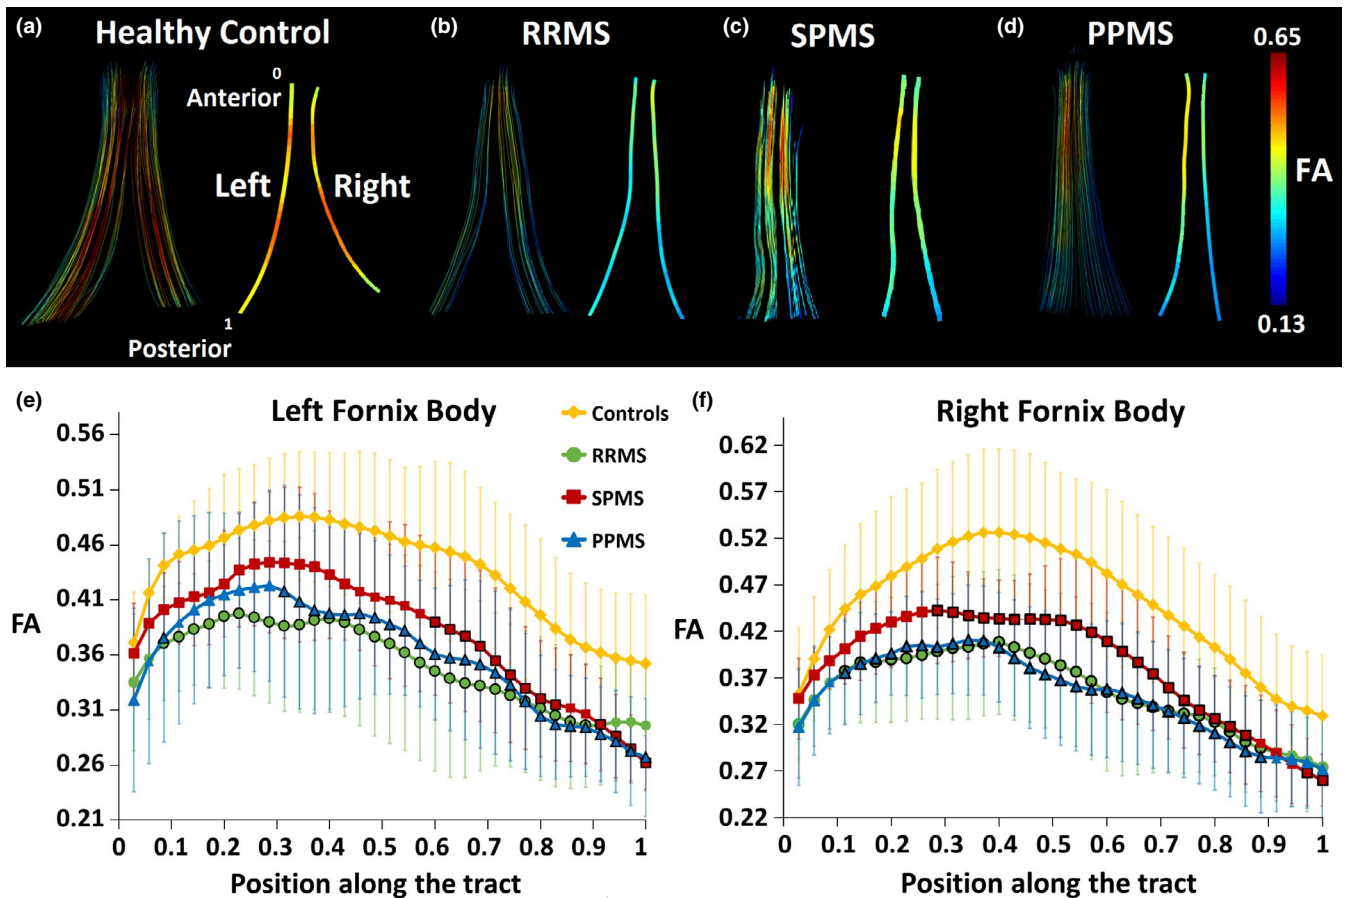 (a)
Healthy Control
(b)
RRMS
(c)
SPMS
(d)
PPMS
0.65
0
Anterior
Left
Right
FA
1
Posterior
0.13
(e)
Left Fornix Body
Controls
RRMS
SPMS
PPMS
0.56
0.51
0.46
0.41
0.36
0.31
0.26
0.21
FA
0 0.1 0.2 0.3 0.4 0.5 0.6 0.7 0.8 0.9 1
Position along the tract
(f)
Right Fornix Body
0.62
0.57
0.52
0.47
0.42
0.37
0.32
0.27
0.22
FA
0 0.1 0.2 0.3 0.4 0.5 0.6 0.7 0.8 0.9 1
Position along the tract